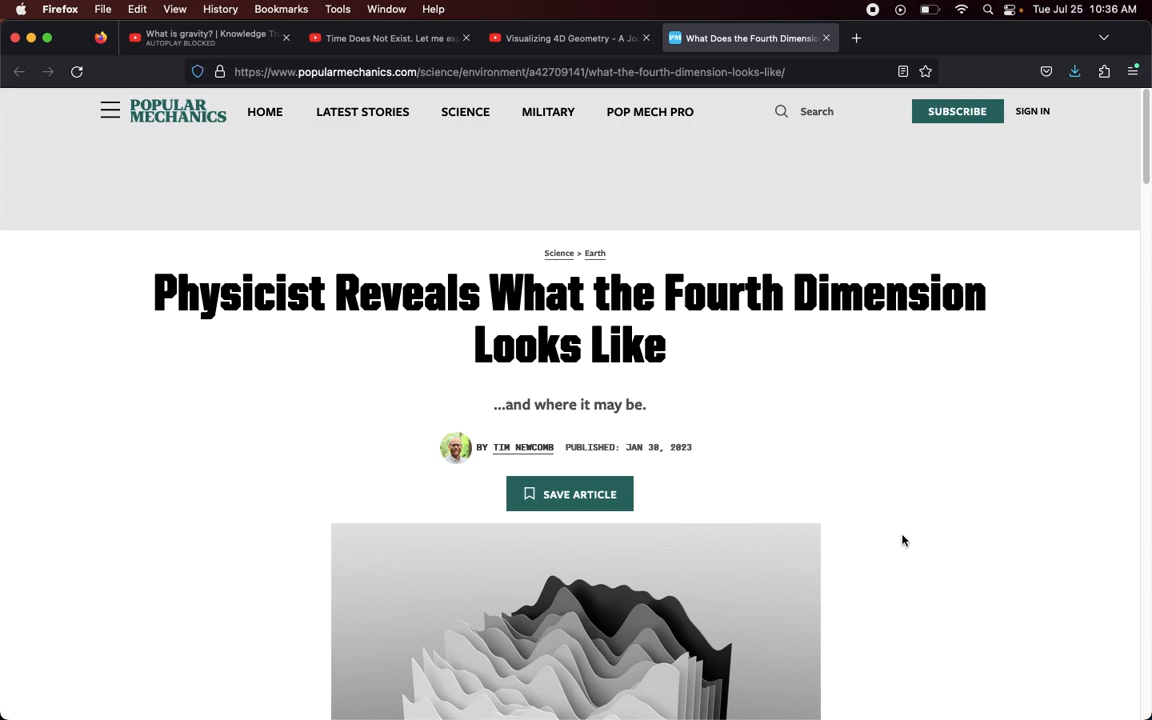 Firefox File Edit View History Bookmarks Tools Window Help Tue Jul 25 10:36 AM
What is gravity? | Knowledge Tr
AUTOPLAY BLOCKED
Time Does Not Exist. Let me ex
Visualizing 4D Geometry - A Jo
What Does the Fourth Dimensio
https://www.popularmechanics.com/science/environment/a42709141/what-the-fourth-dimension-looks-like/
POPULAR
MECHANICS
HOME LATEST STORIES SCIENCE MILITARY POP MECH PRO Search SUBSCRIBE SIGN IN
Science > Earth
Physicist Reveals What the Fourth Dimension
Looks Like
...and where it may be.
BY TIM NEWCOMB PUBLISHED: JAN 30, 2023
SAVE ARTICLE